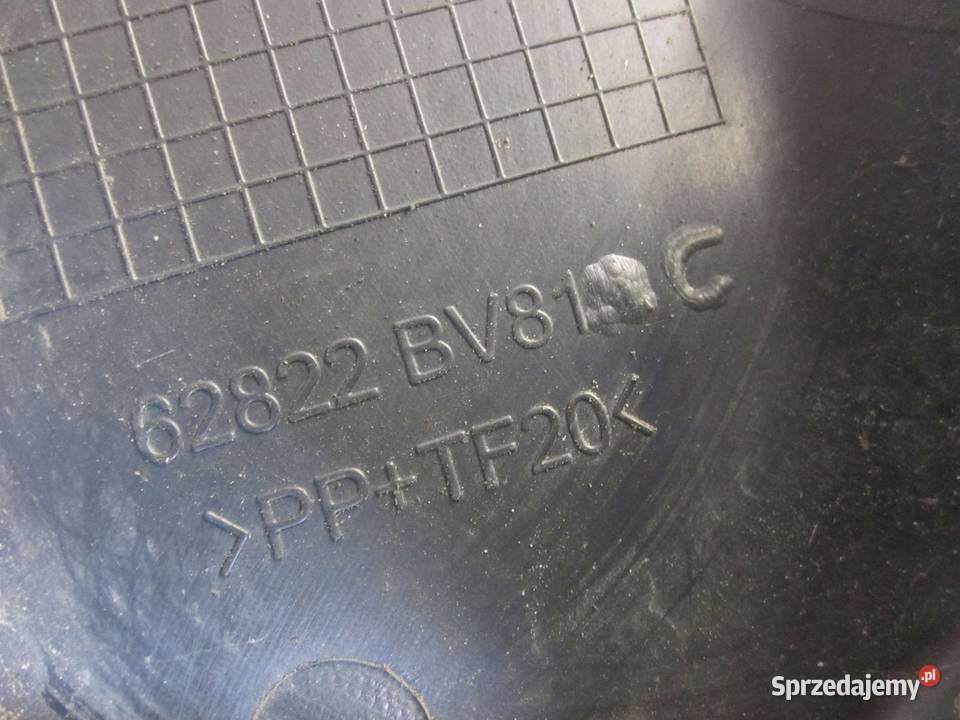 62822 BV81 C
>PP+TF20<
Sprzedajemy.pl